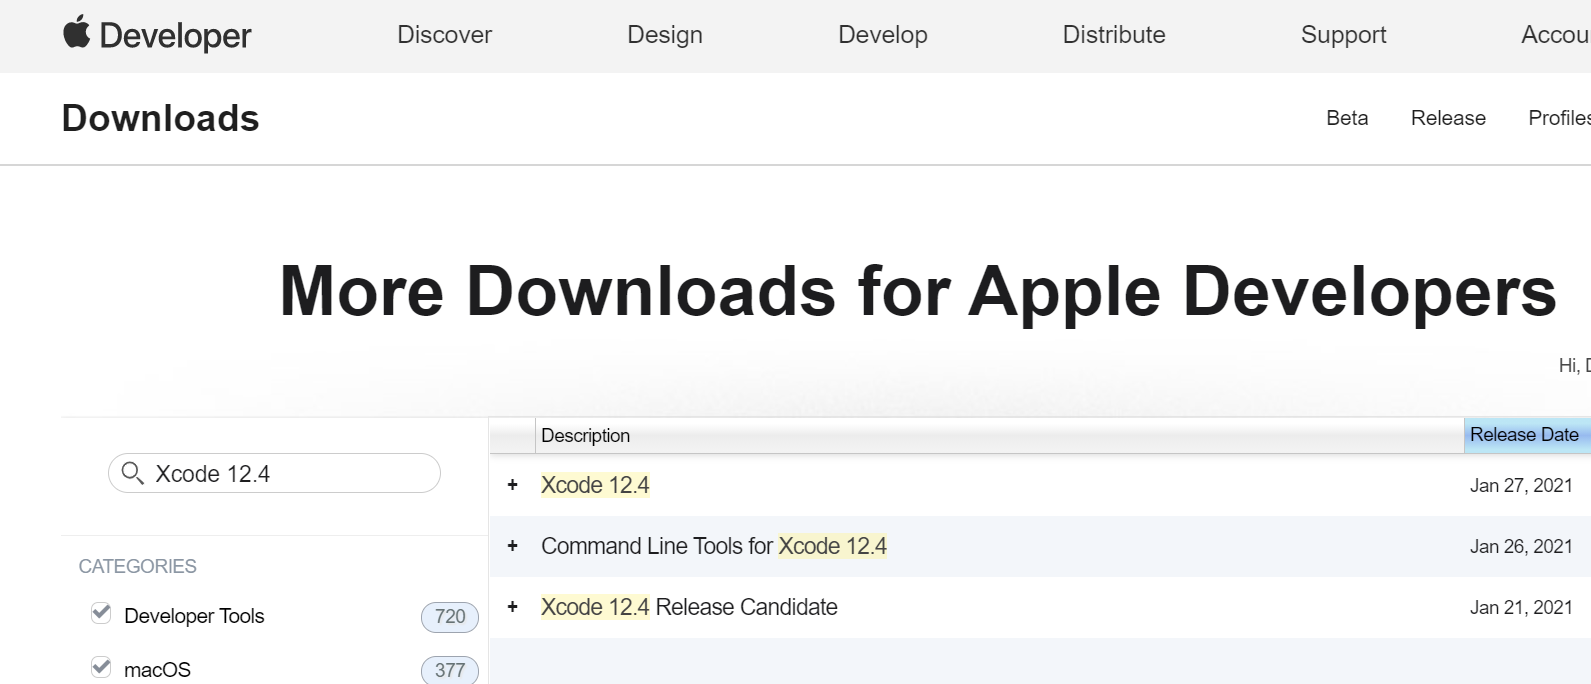 Developer
Discover
Design
Develop
Distribute
Support
Accou
Downloads
Beta
Release
Profiles
More Downloads for Apple Developers
Hi, D
Xcode 12.4
CATEGORIES
Developer Tools 720
macOS 377
Description Release Date
+ Xcode 12.4 Jan 27, 2021
+ Command Line Tools for Xcode 12.4 Jan 26, 2021
+ Xcode 12.4 Release Candidate Jan 21, 2021